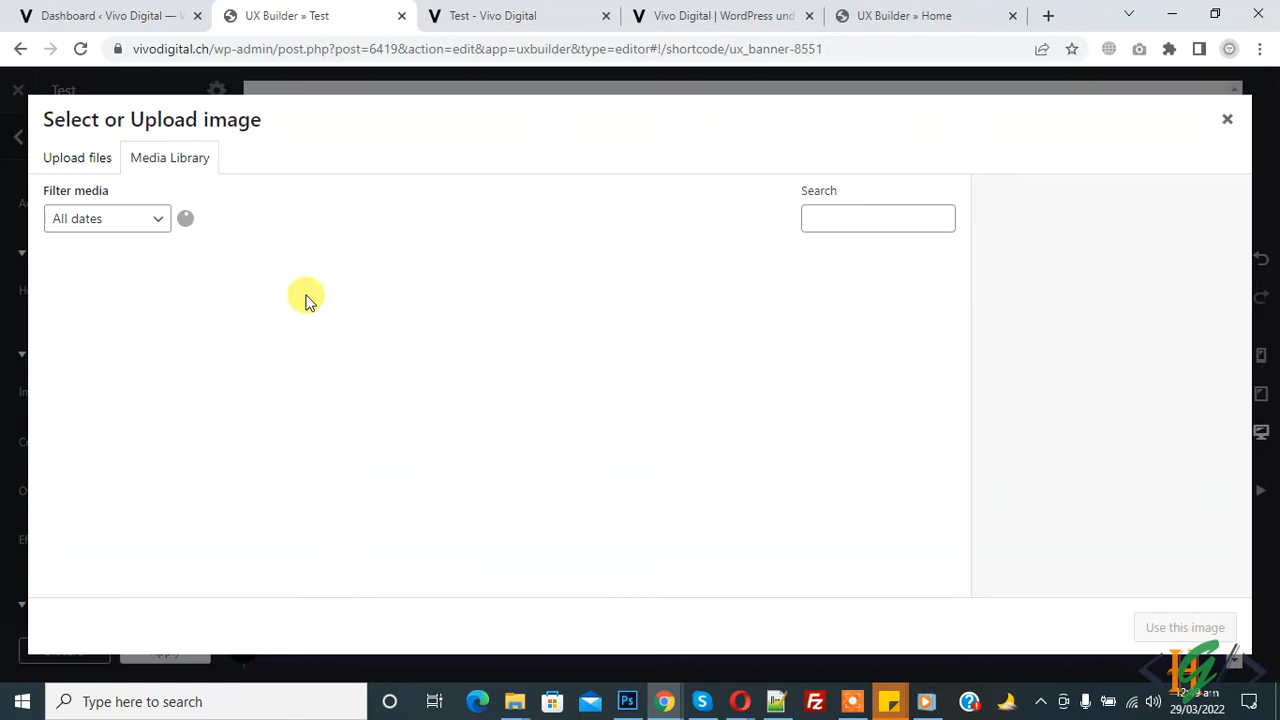 Dashboard ‹ Vivo Digital — W
UX Builder » Test
Test - Vivo Digital
Vivo Digital | WordPress und
UX Builder » Home
vivodigital.ch/wp-admin/post.php?post=6419&action=edit&app=uxbuilder&type=editor#!/shortcode/ux_banner-8551
Test
Select or Upload image
Upload files
Media Library
Filter media
Search
All dates
Use this image
Apply
Type here to search
29/03/2022